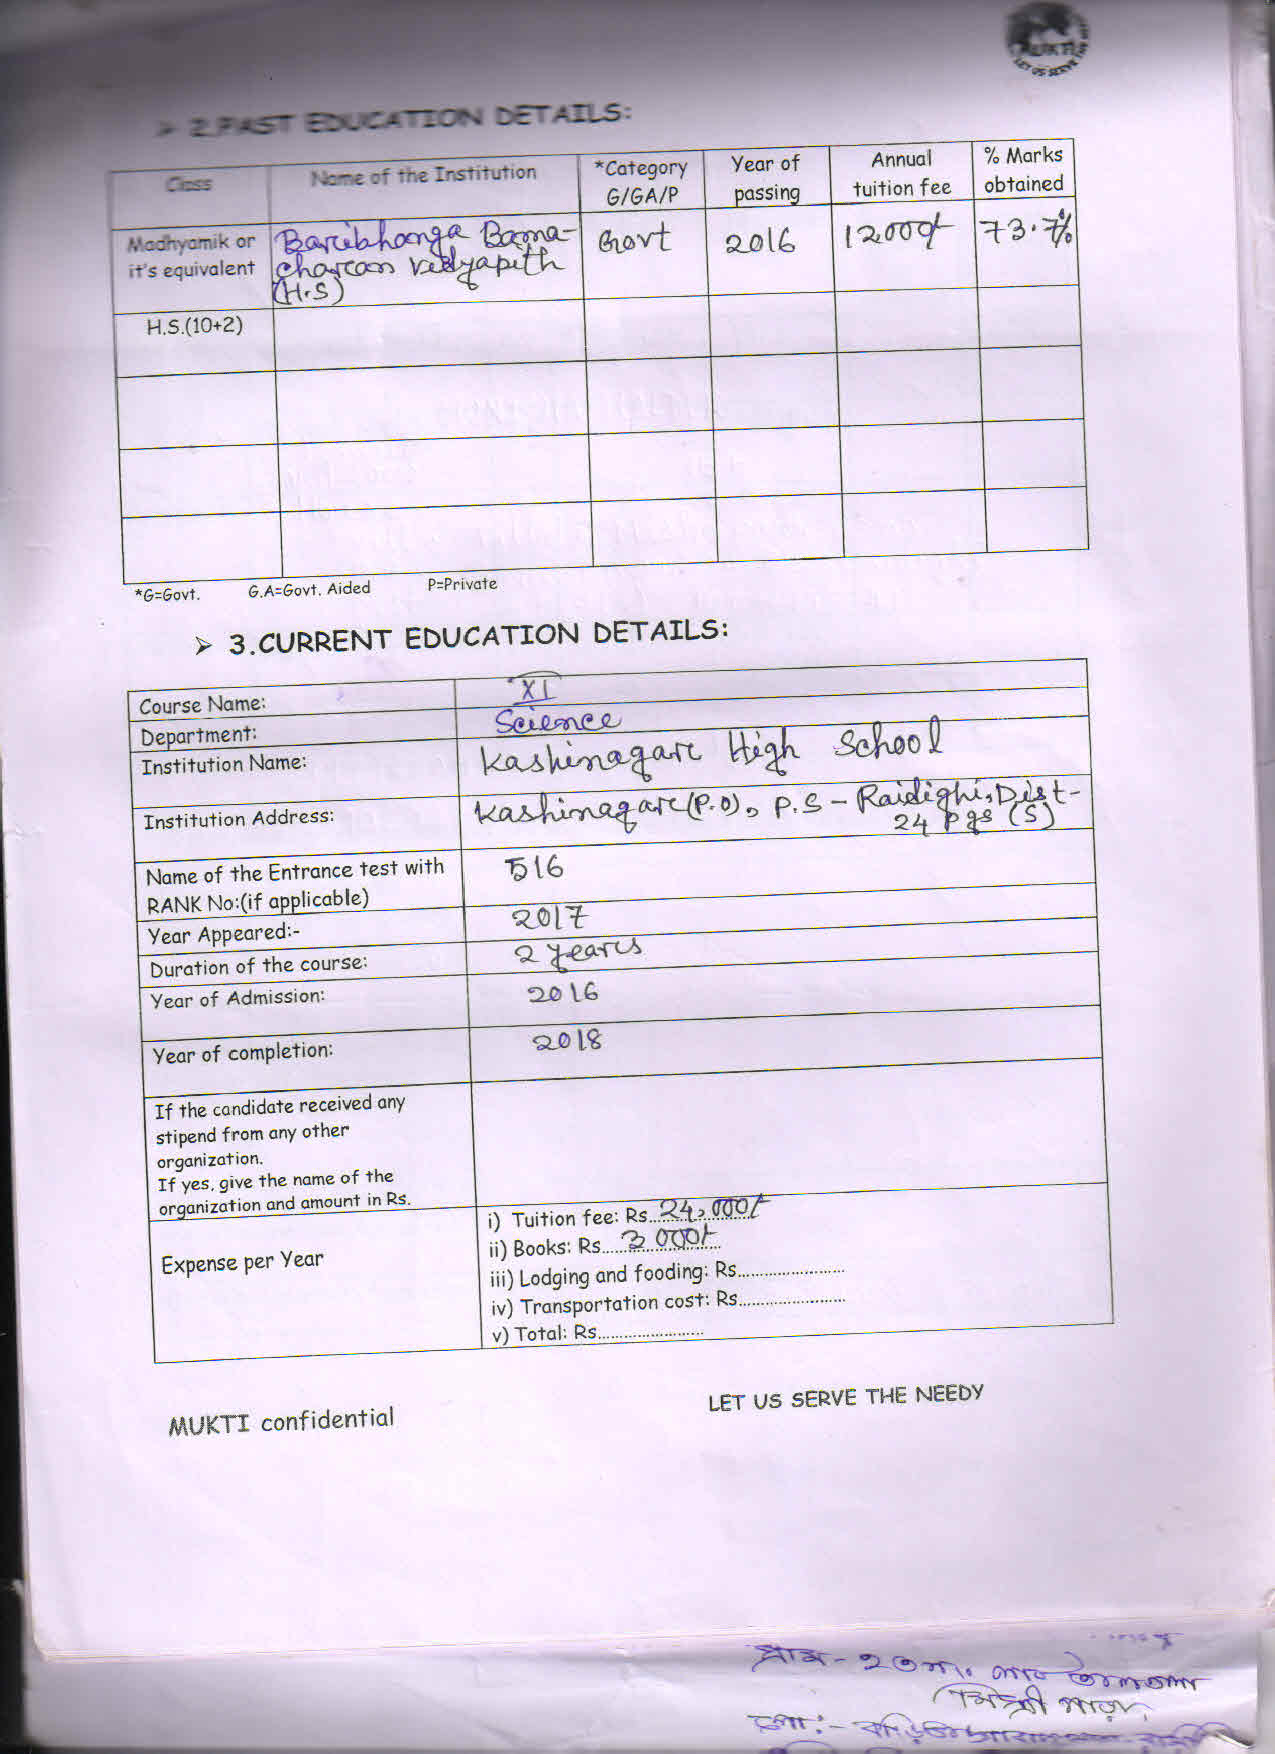 MUKTI
LET US SERVE THE
➢ 2.PAST EDUCATION DETAILS:
Class Name of the Institution *Category G/GA/P Year of passing Annual tuition fee % Marks obtained
Madhyamik or it's equivalent Baribhanga Bama-
charan Vidyapith
(H.S) Govt 2016 12,000/- 73.7%
H.S.(10+2)
*G=Govt. G.A=Govt. Aided P=Private
➢ 3.CURRENT EDUCATION DETAILS:
Course Name: XI
Department: Science
Institution Name: Kashinagar High School
Institution Address: Kashinagar(P.O), P.S - Raidighi, Dist-
24 pgs (S)
Name of the Entrance test with
RANK No:(if applicable) 516
Year Appeared:- 2017
Duration of the course: 2 years
Year of Admission: 2016
Year of completion: 2018
If the candidate received any
stipend from any other
organization.
If yes, give the name of the
organization and amount in Rs.
Expense per Year
i) Tuition fee: Rs. 24,000/-
ii) Books: Rs. 3000/-
iii) Lodging and fooding: Rs........................
iv) Transportation cost: Rs........................
v) Total: Rs........................
MUKTI confidential LET US SERVE THE NEEDY
গ্রাম-